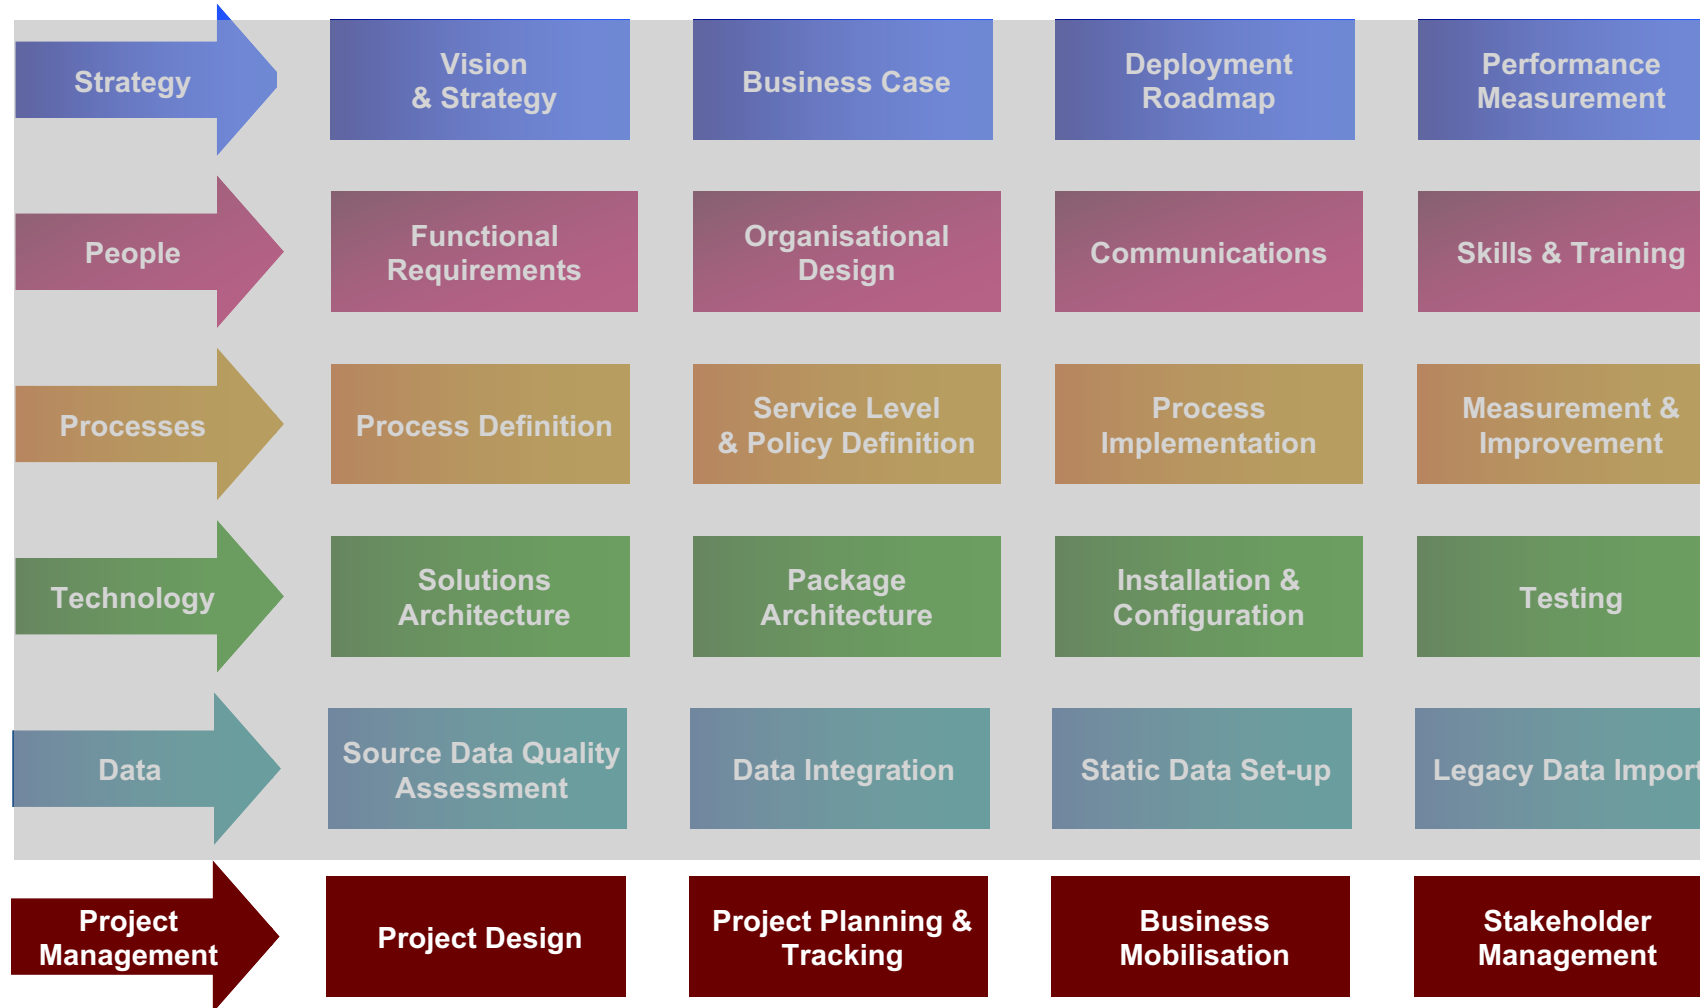 Strategy
Vision
& Strategy
Business Case
Deployment
Roadmap
Performance
Measurement
People
Functional
Requirements
Organisational
Design
Communications
Skills & Training
Processes
Process Definition
Service Level
& Policy Definition
Process
Implementation
Measurement &
Improvement
Technology
Solutions
Architecture
Package
Architecture
Installation &
Configuration
Testing
Data
Source Data Quality
Assessment
Data Integration
Static Data Set-up
Legacy Data Import
Project
Management
Project Design
Project Planning &
Tracking
Business
Mobilisation
Stakeholder
Management